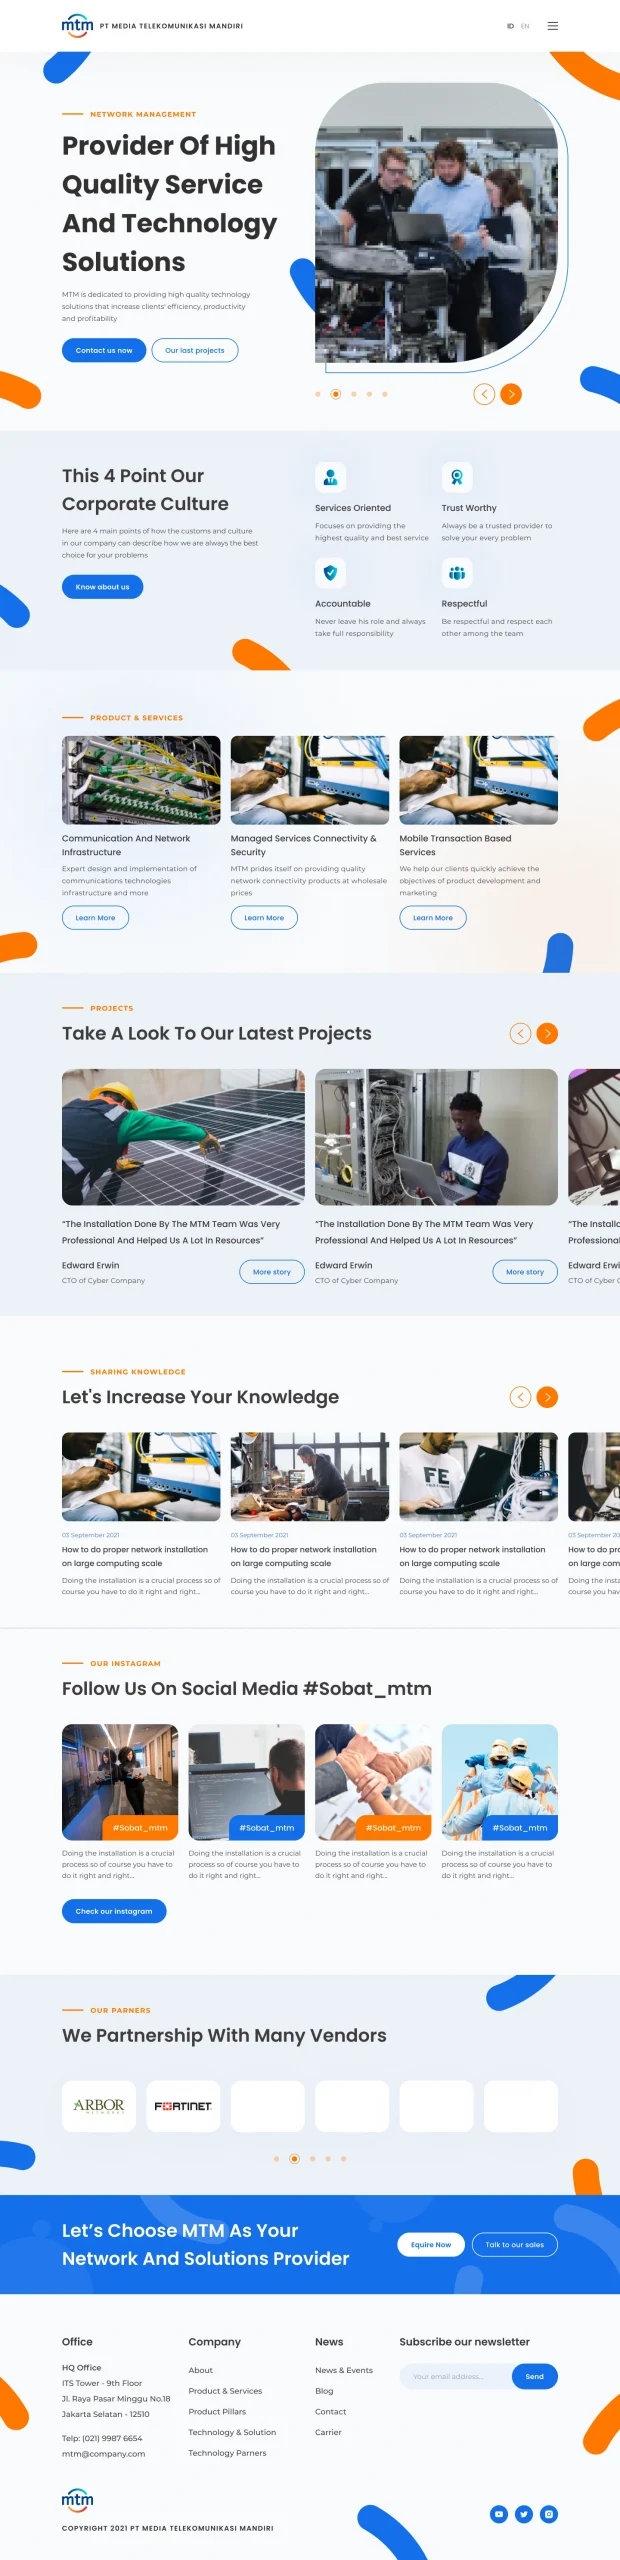 mtm PT MEDIA TELEKOMUNIKASI MANDIRI
ID EN
NETWORK MANAGEMENT
Provider Of High
Quality Service
And Technology
Solutions
MTM is dedicated to providing high quality technology
solutions that increase clients' efficiency, productivity
and profitability
Contact us now
Our last projects
This 4 Point Our
Corporate Culture
Here are 4 main points of how the customs and culture
in our company can describe how we are always the best
choice for your problems
Know about us
Services Oriented
Focuses on providing the
highest quality and best service
Trust Worthy
Always be a trusted provider to
solve your every problem
Accountable
Never leave his role and always
take full responsibility
Respectful
Be respectful and respect each
other among the team
PRODUCT & SERVICES
Communication And Network
Infrastructure
Expert design and implementation of
communications technologies
infrastructure and more
Learn More
Managed Services Connectivity &
Security
MTM prides itself on providing quality
network connectivity products at wholesale
prices
Learn More
Mobile Transaction Based
Services
We help our clients quickly achieve the
objectives of product development and
marketing
Learn More
PROJECTS
Take A Look To Our Latest Projects
“The Installation Done By The MTM Team Was Very
Professional And Helped Us A Lot In Resources”
Edward Erwin
CTO of Cyber Company
More story
“The Installation Done By The MTM Team Was Very
Professional And Helped Us A Lot In Resources”
Edward Erwin
CTO of Cyber Company
More story
“The Installa
Professional
Edward Erwi
CTO of Cyber C
SHARING KNOWLEDGE
Let's Increase Your Knowledge
03 September 2021
How to do proper network installation
on large computing scale
Doing the installation is a crucial process so of
course you have to do it right and right...
03 September 2021
How to do proper network installation
on large computing scale
Doing the installation is a crucial process so of
course you have to do it right and right...
FE
03 September 2021
How to do proper network installation
on large computing scale
Doing the installation is a crucial process so of
course you have to do it right and right...
03 September 20
How to do pro
on large com
Doing the insta
course you hav
OUR INSTAGRAM
Follow Us On Social Media #Sobat_mtm
#Sobat_mtm
Doing the installation is a crucial
process so of course you have to
do it right and right...
#Sobat_mtm
Doing the installation is a crucial
process so of course you have to
do it right and right...
#Sobat_mtm
Doing the installation is a crucial
process so of course you have to
do it right and right...
#Sobat_mtm
Doing the installation is a crucial
process so of course you have to
do it right and right...
Check our instagram
OUR PARNERS
We Partnership With Many Vendors
ARBOR
NETWORKS
FORTINET
Let’s Choose MTM As Your
Network And Solutions Provider
Equire Now
Talk to our sales
Office
HQ Office
ITS Tower - 9th Floor
Jl. Raya Pasar Minggu No.18
Jakarta Selatan - 12510
Telp: (021) 9987 6654
mtm@company.com
Company
About
Product & Services
Product Pillars
Technology & Solution
Technology Parners
News
News & Events
Blog
Contact
Carrier
Subscribe our newsletter
Your email address...
Send
mtm
COPYRIGHT 2021 PT MEDIA TELEKOMUNIKASI MANDIRI